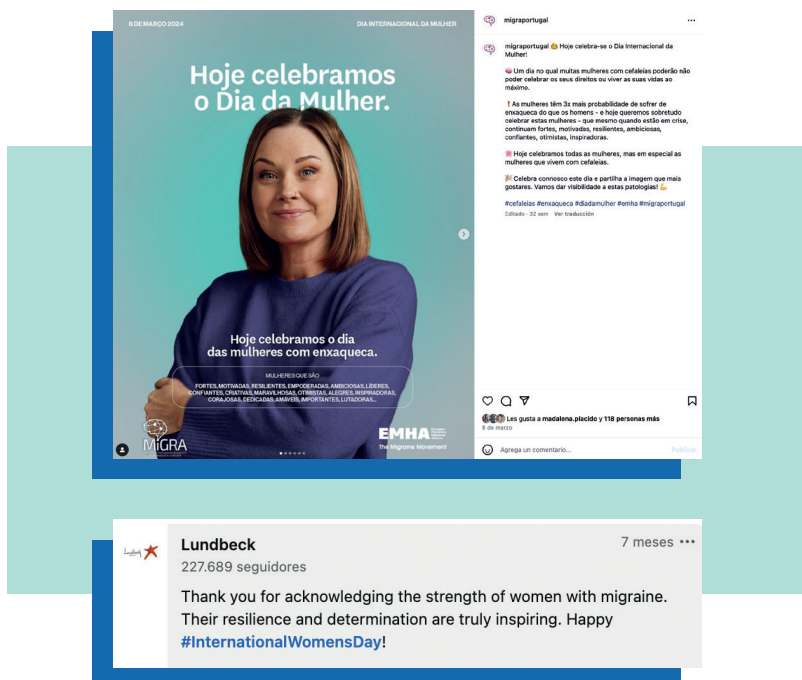 8 DE MARÇO 2024
DIA INTERNACIONAL DA MULHER
Hoje celebramos
o Dia da Mulher.
Hoje celebramos o dia
das mulheres com enxaqueca.
MULHERES QUE SÃO
FORTES, MOTIVADAS, RESILIENTES, EMPODERADAS, AMBICIOSAS, LÍDERES,
CONFIANTES, CRIATIVAS, MARAVILHOSAS, OTIMISTAS, ALEGRES, INSPIRADORAS,
CORAJOSAS, DEDICADAS, AMÁVEIS, IMPORTANTES, LUTADORAS...
MiGRA
EMHA
The Migraine Movement
migraportugal
migraportugal Hoje celebra-se o Dia Internacional da
Mulher!
Um dia no qual muitas mulheres com cefaleias poderão não
poder celebrar os seus direitos ou viver as suas vidas ao
máximo.
❗As mulheres têm 3x mais probabilidade de sofrer de
enxaqueca do que os homens - e hoje queremos sobretudo
celebrar estas mulheres - que mesmo quando estão em crise,
continuam fortes, motivadas, resilientes, ambiciosas,
confiantes, otimistas, inspiradoras.
🌸 Hoje celebramos todas as mulheres, mas em especial as
mulheres que vivem com cefaleias.
🎉 Celebra connosco este dia e partilha a imagem que mais
gostares. Vamos dar visibilidade a estas patologias! 💪
#cefaleias #enxaqueca #diadamulher #emha #migraportugal
Editado · 32 sem Ver traducción
Les gusta a madalena.placido y 118 personas más
8 de marzo
Agrega un comentario...
Publicar
Lundbeck
7 meses •••
227.689 seguidores
Thank you for acknowledging the strength of women with migraine.
Their resilience and determination are truly inspiring. Happy
#InternationalWomensDay!